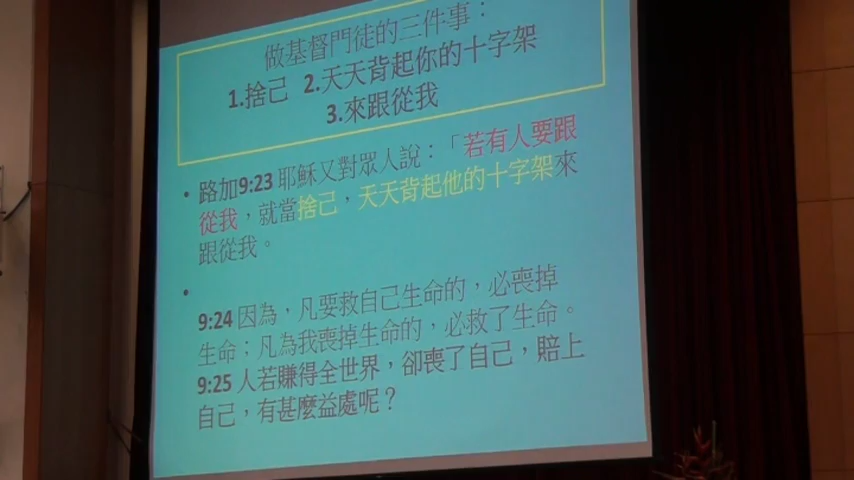 做基督門徒的三件事：
1.捨己 2.天天背起你的十字架
3.來跟從我
• 路加9:23 耶穌又對眾人說：「若有人要跟
從我，就當捨己，天天背起他的十字架來
跟從我。
•
9:24 因為，凡要救自己生命的，必喪掉
生命；凡為我喪掉生命的，必救了生命。
9:25 人若賺得全世界，卻喪了自己，賠上
自己，有甚麼益處呢？